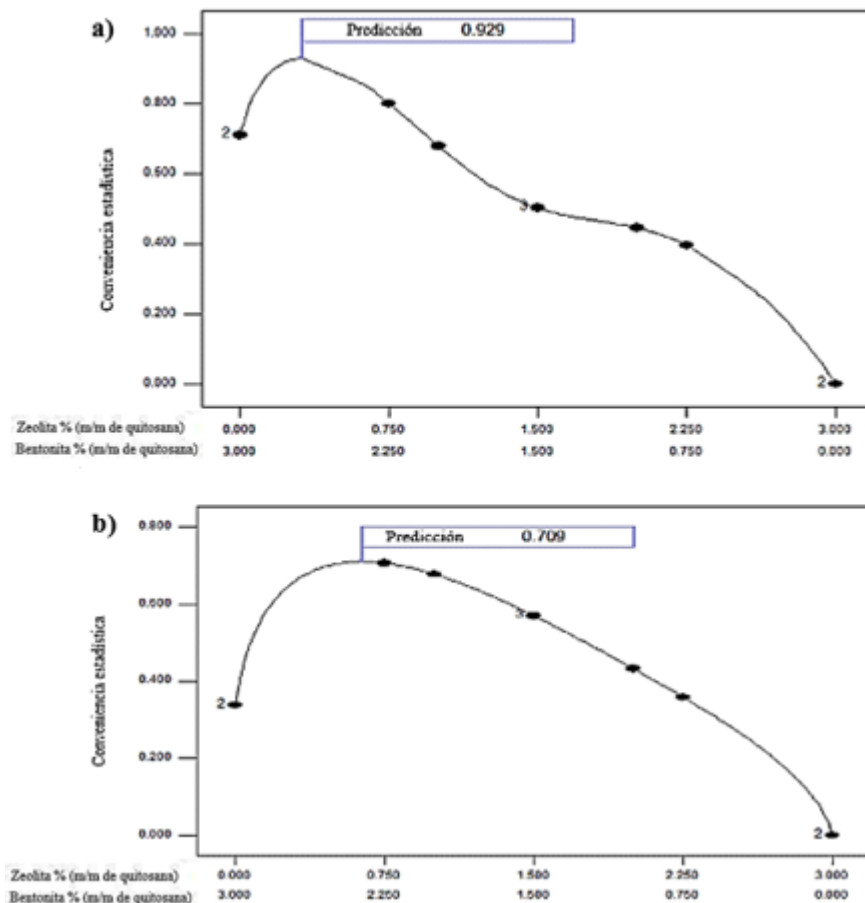 a)
Predicción 0.929
1.000
0.800
0.600
0.400
0.200
0.000
Conveniencia estadística
2
3
2
Zeolita % (m/m de quitosana) 0.000 0.750 1.500 2.250 3.000
Bentonita % (m/m de quitosana) 3.000 2.250 1.500 0.750 0.000
b)
Predicción 0.709
0.800
0.600
0.400
0.200
0.000
Conveniencia estadística
2
3
2
Zeolita % (m/m de quitosana) 0.000 0.750 1.500 2.250 3.000
Bentonita % (m/m de quitosana) 3.000 2.250 1.500 0.750 0.000